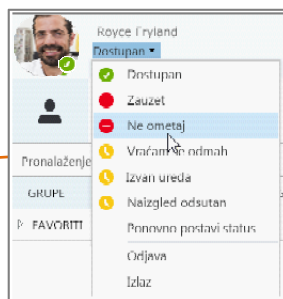 Royce Fryland
Dostupan
Dostupan
Zauzet
Ne ometaj
Vraćam se odmah
Izvan ureda
Naizgled odsutan
Ponovno postavi status
Odjava
Izlaz
Pronalaženje
GRUPE
FAVORITI